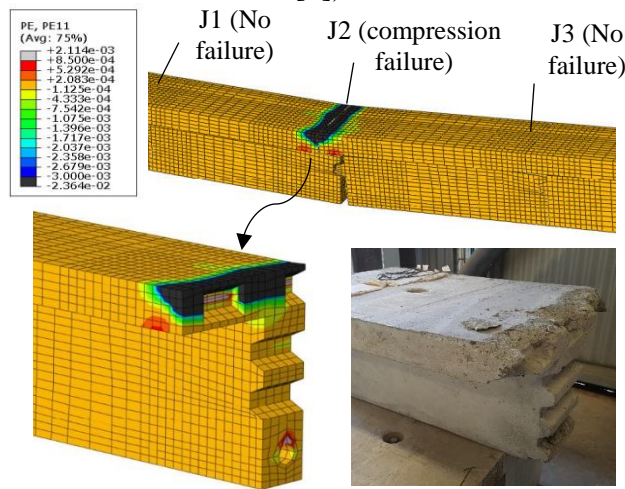 J1 (No
failure)
J2 (compression
failure)
J3 (No
failure)
PE, PE11
(Avg: 75%)
+2.114e-03
+8.500e-04
+5.292e-04
+2.083e-04
-1.125e-04
-4.333e-04
-7.542e-04
-1.075e-03
-1.396e-03
-1.717e-03
-2.037e-03
-2.358e-03
-2.679e-03
-3.000e-03
-2.364e-02